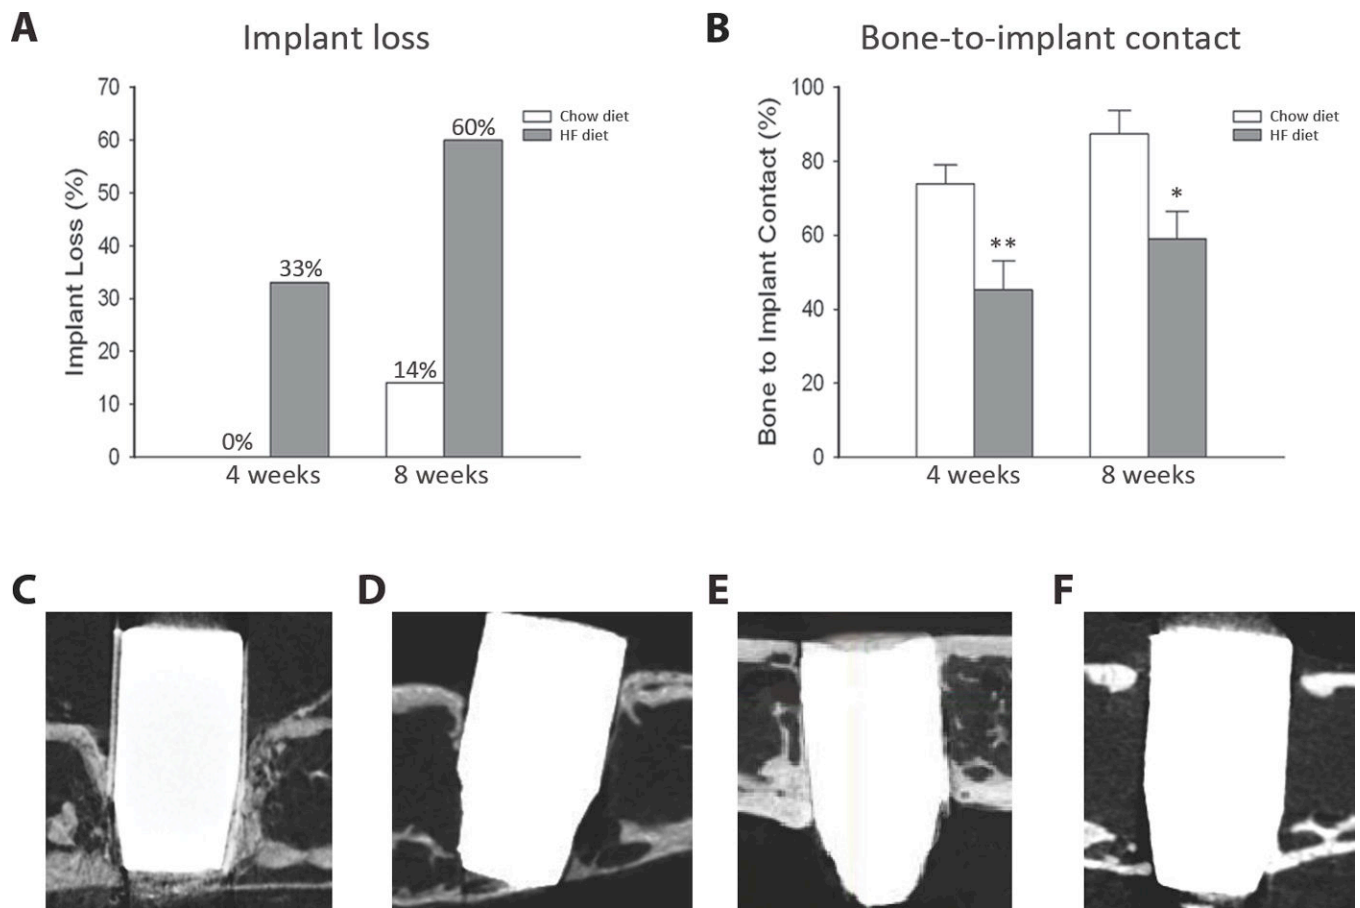 A
Implant loss
Implant Loss (%)
70
60
50
40
30
20
10
0
0%
33%
14%
60%
4 weeks
8 weeks
Chow diet
HF diet
B
Bone-to-implant contact
Bone to Implant Contact (%)
100
80
60
40
20
0
**
*
4 weeks
8 weeks
Chow diet
HF diet
C
D
E
F